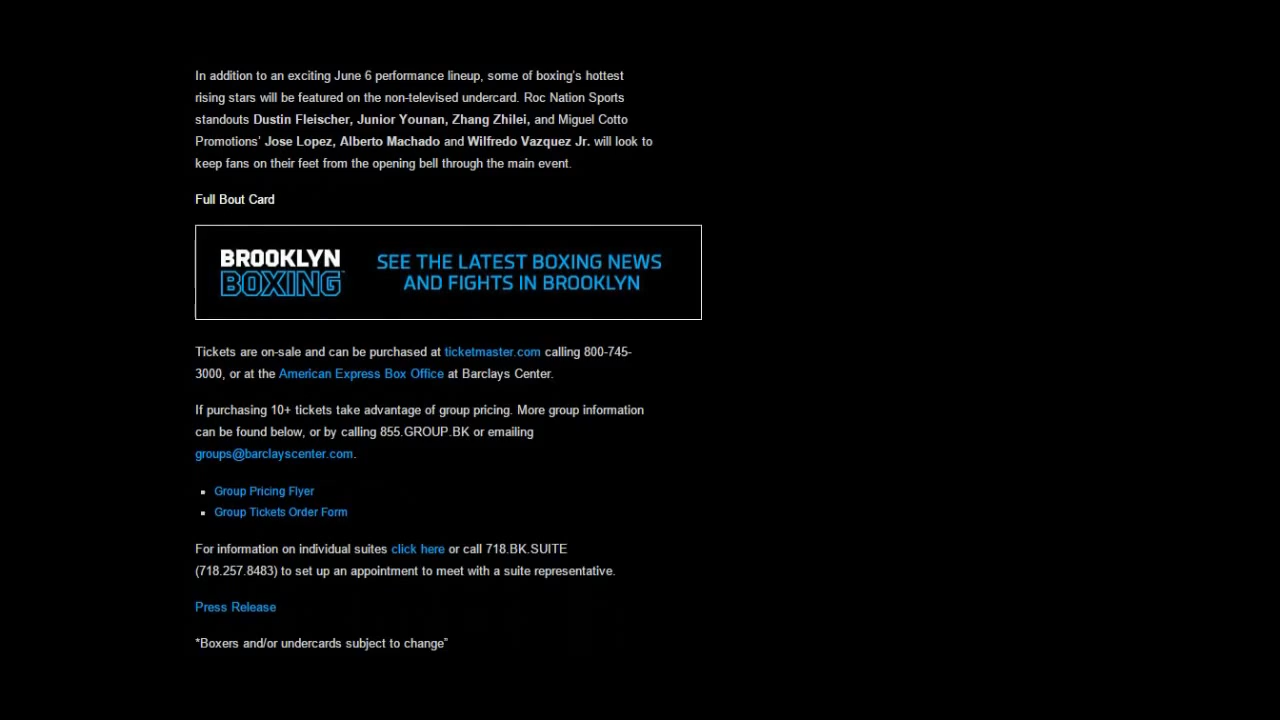 In addition to an exciting June 6 performance lineup, some of boxing's hottest
rising stars will be featured on the non-televised undercard. Roc Nation Sports
standouts Dustin Fleischer, Junior Younan, Zhang Zhilei, and Miguel Cotto
Promotions' Jose Lopez, Alberto Machado and Wilfredo Vazquez Jr. will look to
keep fans on their feet from the opening bell through the main event.
Full Bout Card
BROOKLYN
BOXING
SEE THE LATEST BOXING NEWS
AND FIGHTS IN BROOKLYN
Tickets are on-sale and can be purchased at ticketmaster.com calling 800-745-
3000, or at the American Express Box Office at Barclays Center.
If purchasing 10+ tickets take advantage of group pricing. More group information
can be found below, or by calling 855.GROUP.BK or emailing
groups@barclayscenter.com.
Group Pricing Flyer
Group Tickets Order Form
For information on individual suites click here or call 718.BK.SUITE
(718.257.8483) to set up an appointment to meet with a suite representative.
Press Release
*Boxers and/or undercards subject to change"